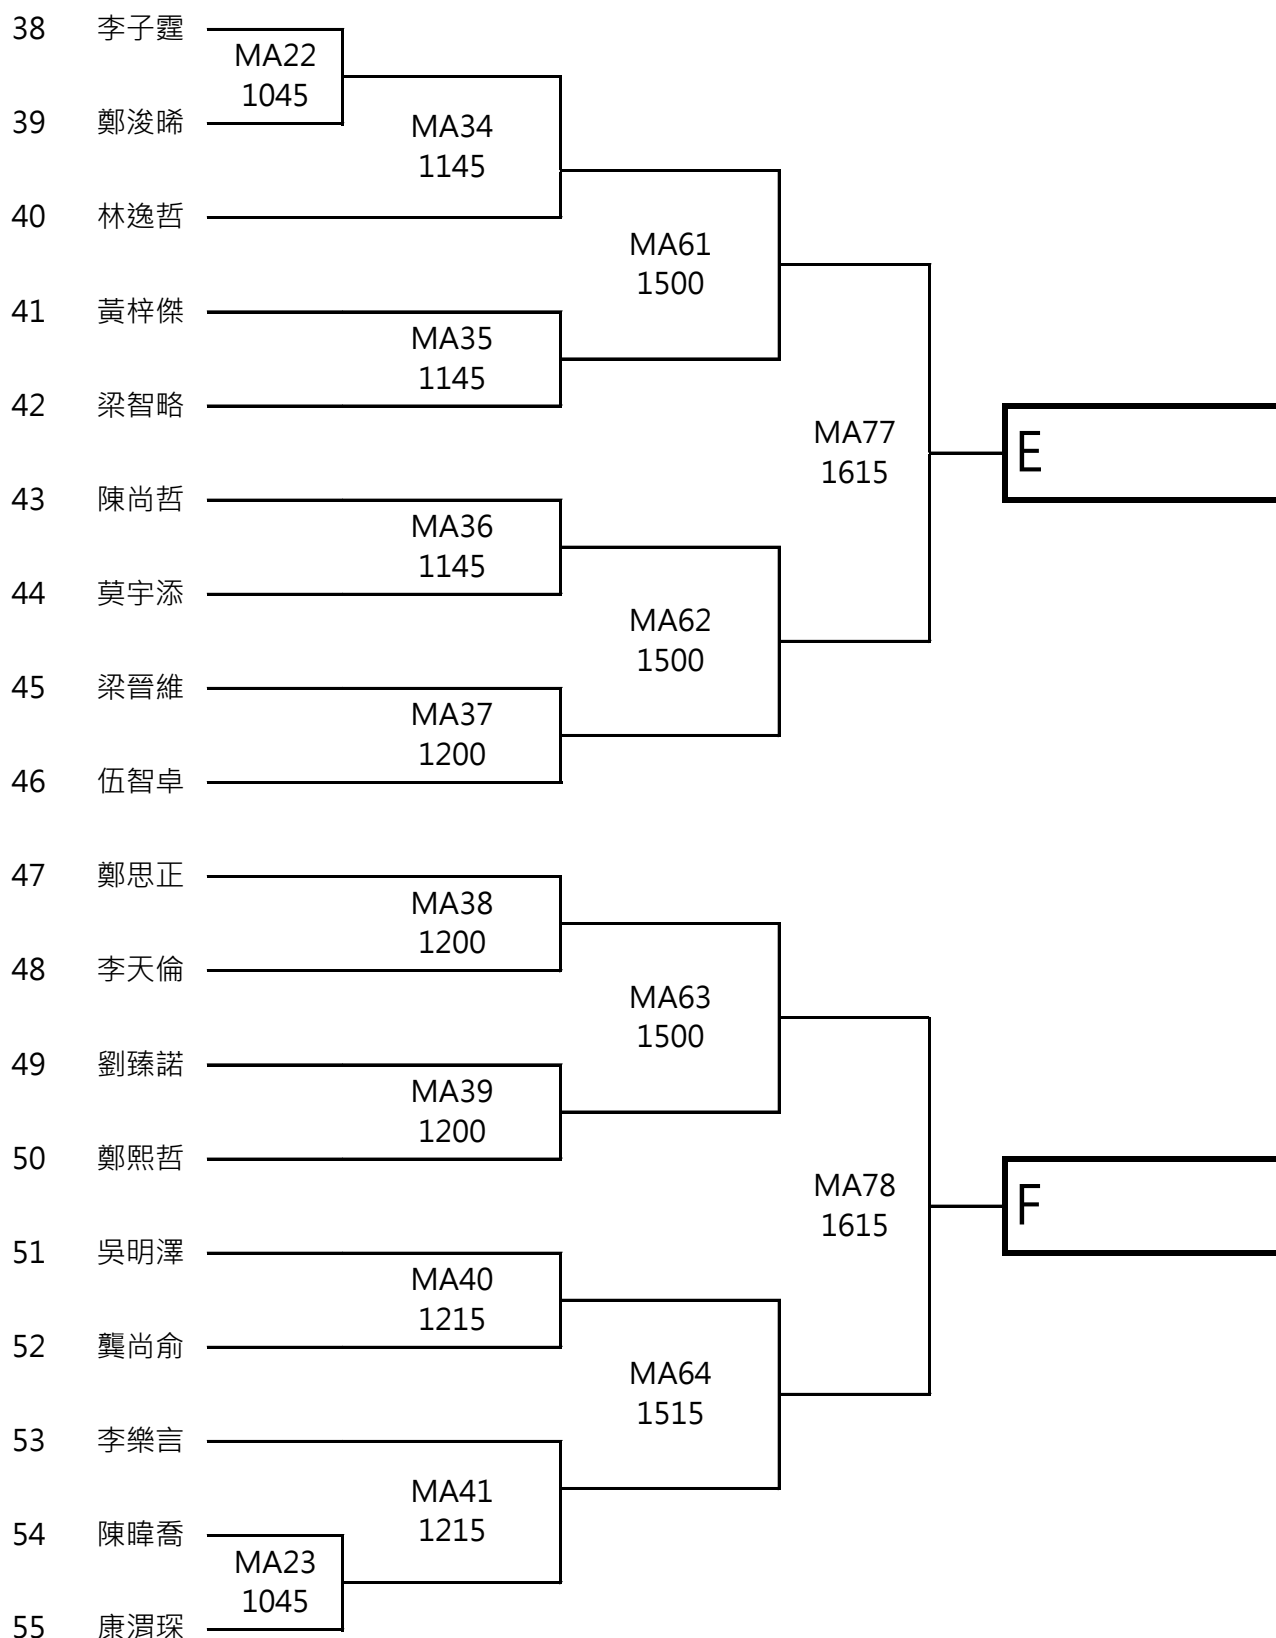 38 李子霆
MA22
1045
39 鄭浚晞
MA34
1145
40 林逸哲
MA61
1500
41 黃梓傑
MA35
1145
42 梁智略
MA77
1615
E
43 陳尚哲
MA36
1145
44 莫宇添
MA62
1500
45 梁晉維
MA37
1200
46 伍智卓
47 鄭思正
MA38
1200
48 李天倫
MA63
1500
49 劉臻諾
MA39
1200
50 鄭熙哲
MA78
1615
F
51 吳明澤
MA40
1215
52 龔尚俞
MA64
1515
53 李樂言
MA41
1215
54 陳暐喬
MA23
1045
55 康渭琛